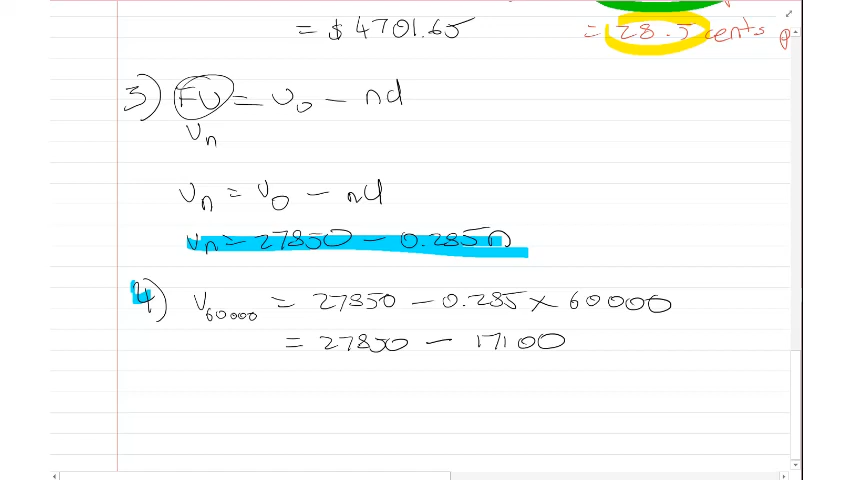 = $4701.65
= 28.5 cents
3) FV = V₀ - nd
Vₙ
Vₙ = V₀ - nd
Vₙ = 27850 - 0.285n
4) V₆₀₀₀₀ = 27850 - 0.285 × 60000
= 27850 - 17100